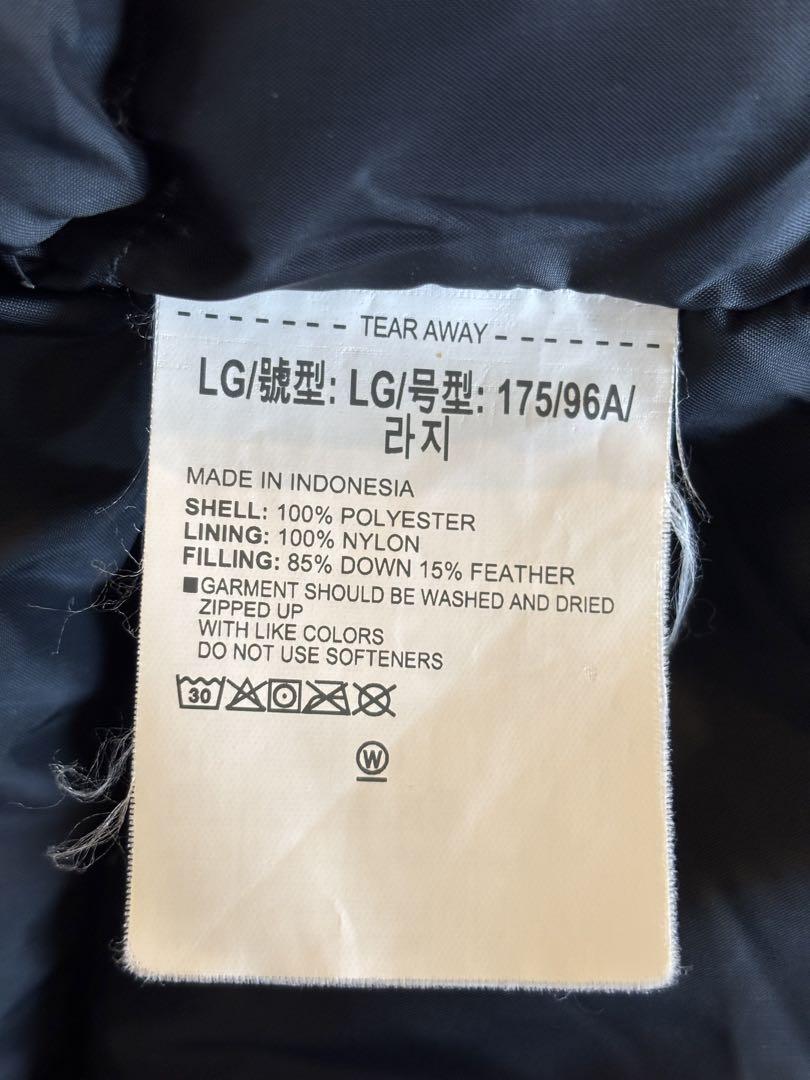 TEAR AWAY
LG/號型: LG/号型: 175/96A/
라지
MADE IN INDONESIA
SHELL: 100% POLYESTER
LINING: 100% NYLON
FILLING: 85% DOWN 15% FEATHER
■GARMENT SHOULD BE WASHED AND DRIED
ZIPPED UP
WITH LIKE COLORS
DO NOT USE SOFTENERS
30
W